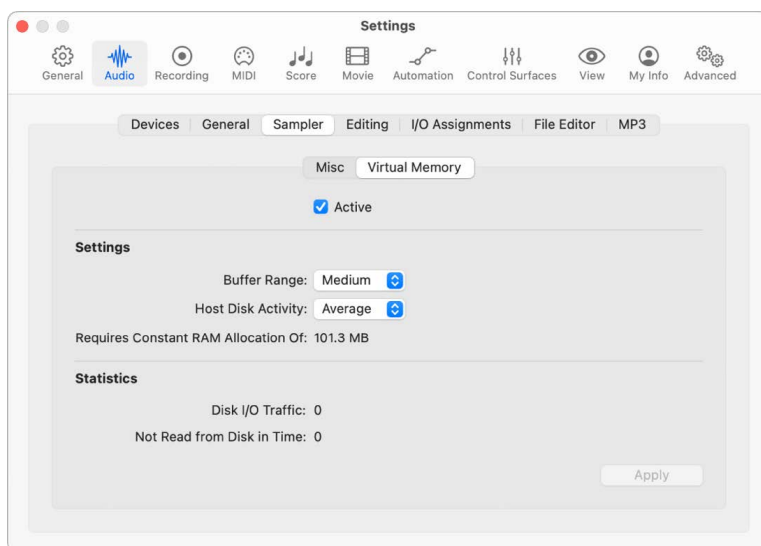 Settings
General Audio Recording MIDI Score Movie Automation Control Surfaces View My Info Advanced
Devices General Sampler Editing I/O Assignments File Editor MP3
Misc Virtual Memory
Active
Settings
Buffer Range: Medium
Host Disk Activity: Average
Requires Constant RAM Allocation Of: 101.3 MB
Statistics
Disk I/O Traffic: 0
Not Read from Disk in Time: 0
Apply